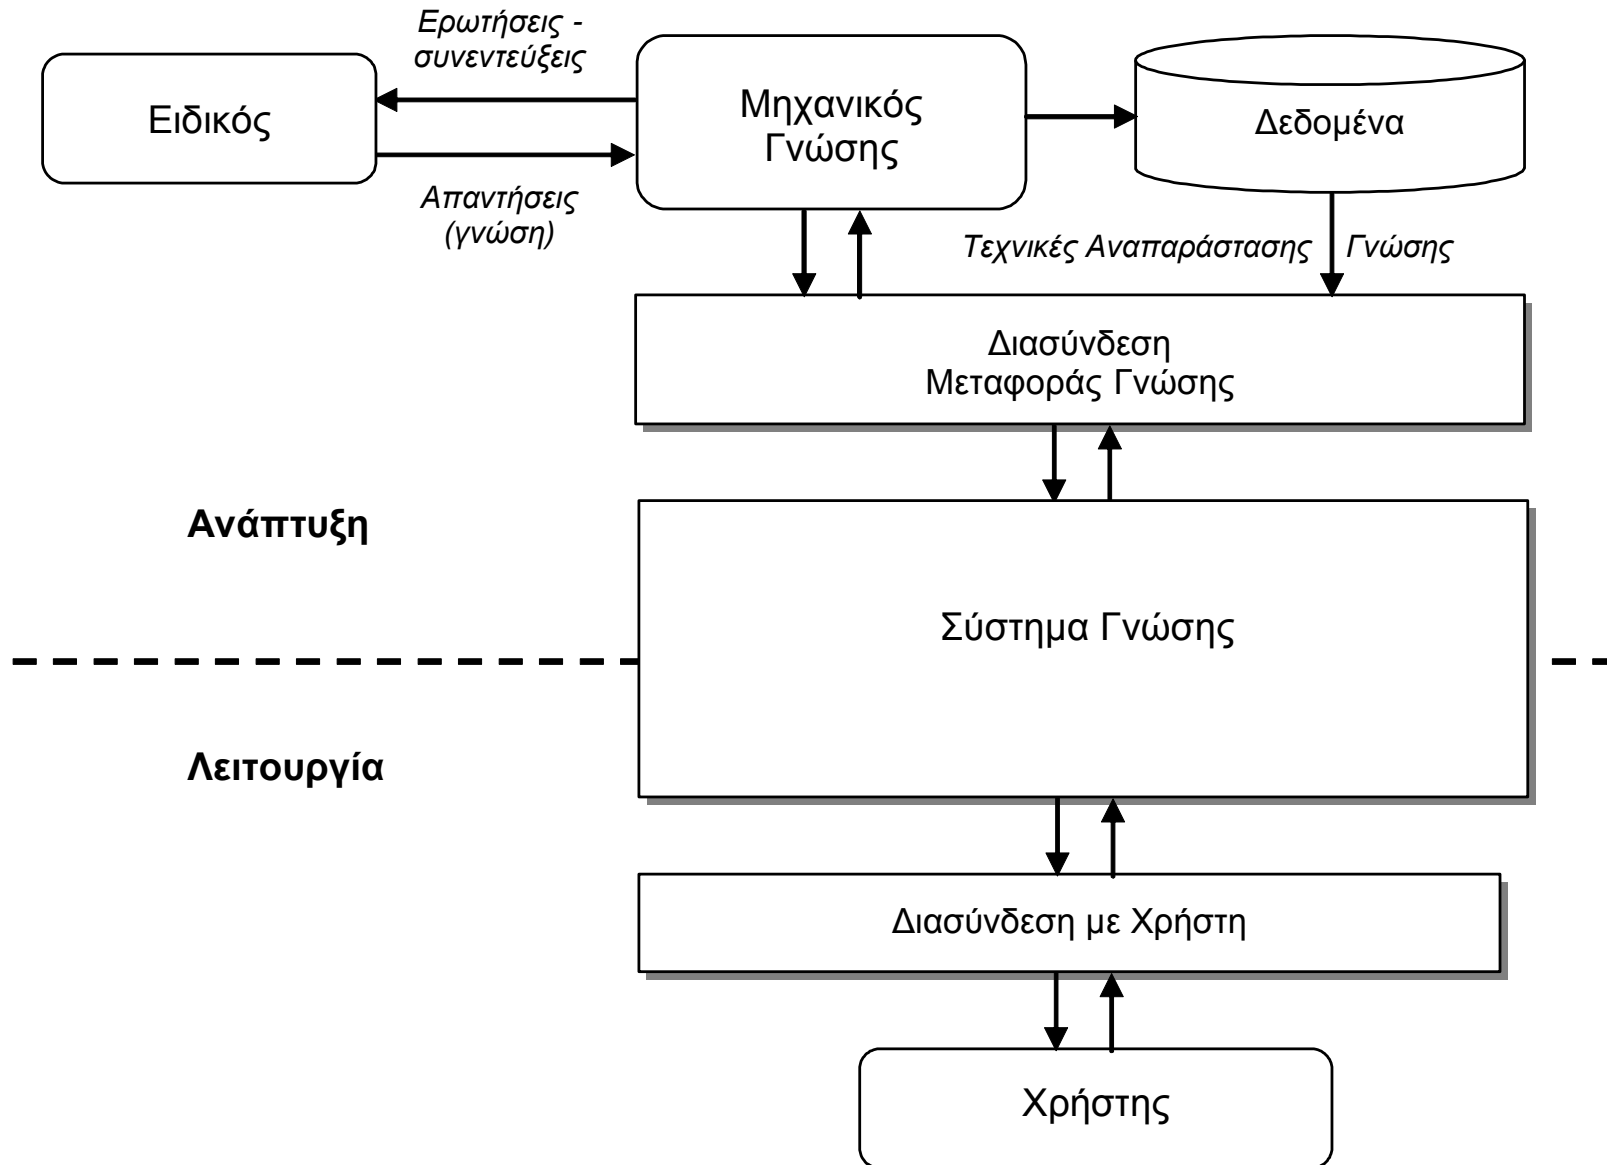 Ερωτήσεις -
συνεντεύξεις
Ειδικός
Μηχανικός
Γνώσης
Δεδομένα
Απαντήσεις
(γνώση)
Τεχνικές Αναπαράστασης Γνώσης
Διασύνδεση
Μεταφοράς Γνώσης
Ανάπτυξη
Σύστημα Γνώσης
Λειτουργία
Διασύνδεση με Χρήστη
Χρήστης